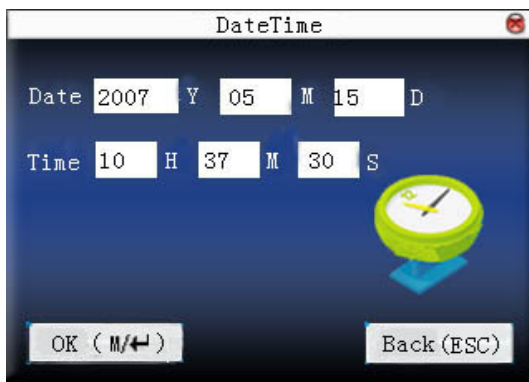 DateTime
Date 2007 Y 05 M 15 D
Time 10 H 37 M 30 S
OK (M/↵) Back(ESC)